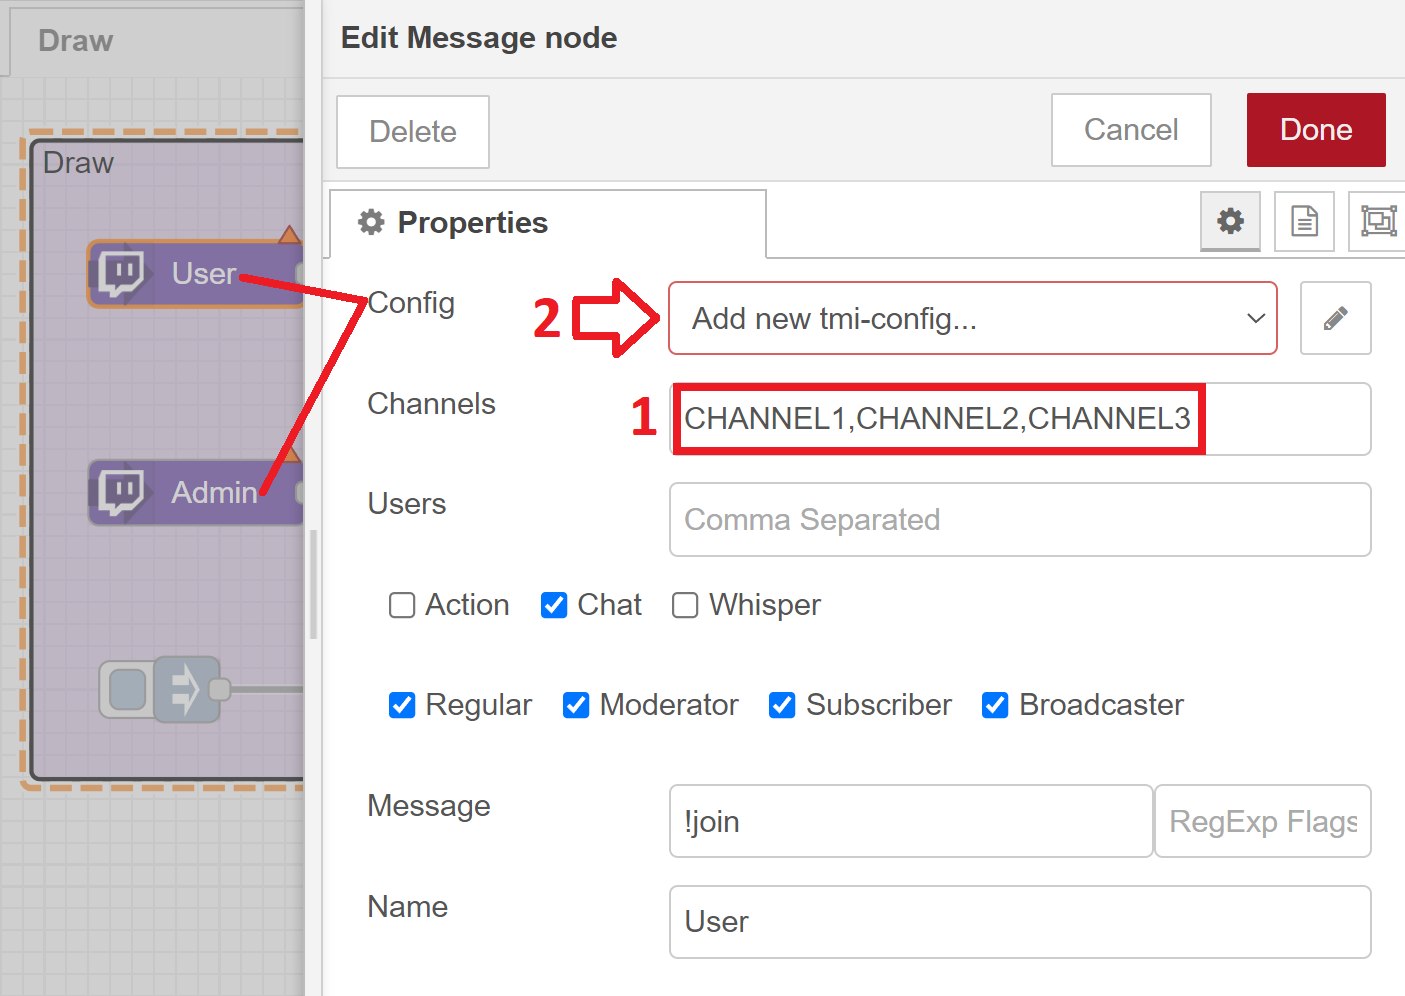 Draw
Edit Message node
Delete
Cancel
Done
Draw
Properties
User
Config
2
Add new tmi-config...
Channels
1
CHANNEL1,CHANNEL2,CHANNEL3
Admin
Users
Comma Separated
Action
Chat
Whisper
Regular
Moderator
Subscriber
Broadcaster
Message
!join
RegExp Flags
Name
User